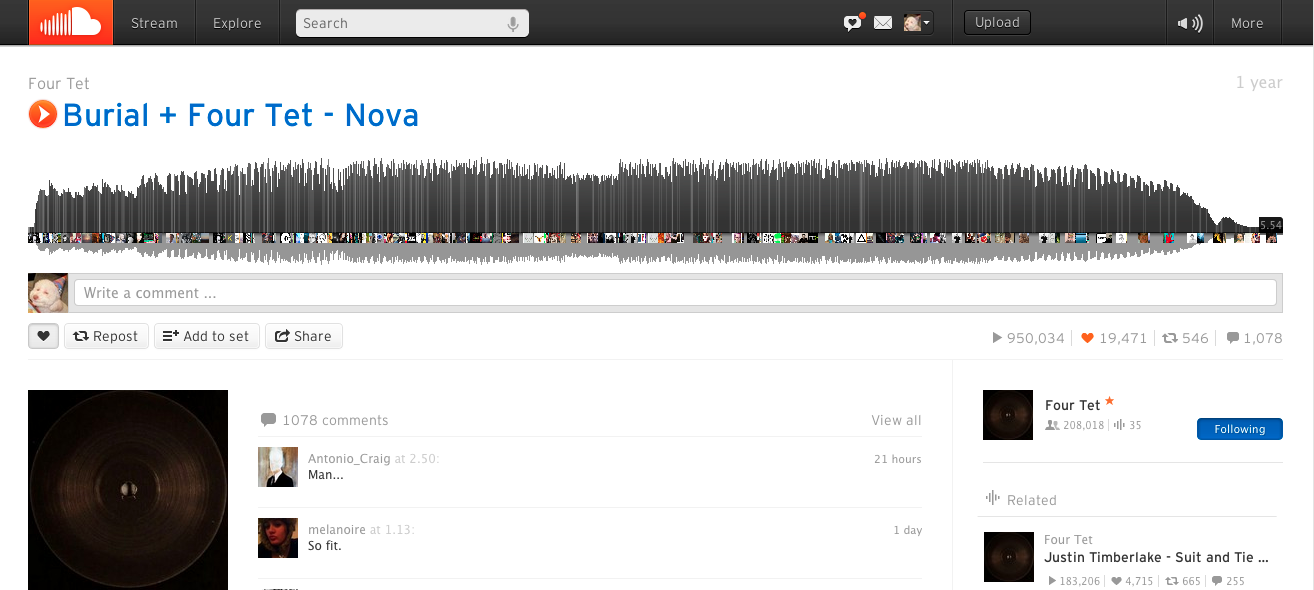 Stream Explore Search Upload More
Four Tet 1 year
Burial + Four Tet - Nova
5.54
Write a comment ...
Repost Add to set Share 950,034 19,471 546 1,078
1078 comments View all
Antonio_Craig at 2.50: 21 hours
Man...
melanoire at 1.13: 1 day
So fit.
Four Tet
208,018 35
Following
Related
Four Tet
Justin Timberlake - Suit and Tie ...
183,206 4,715 665 255